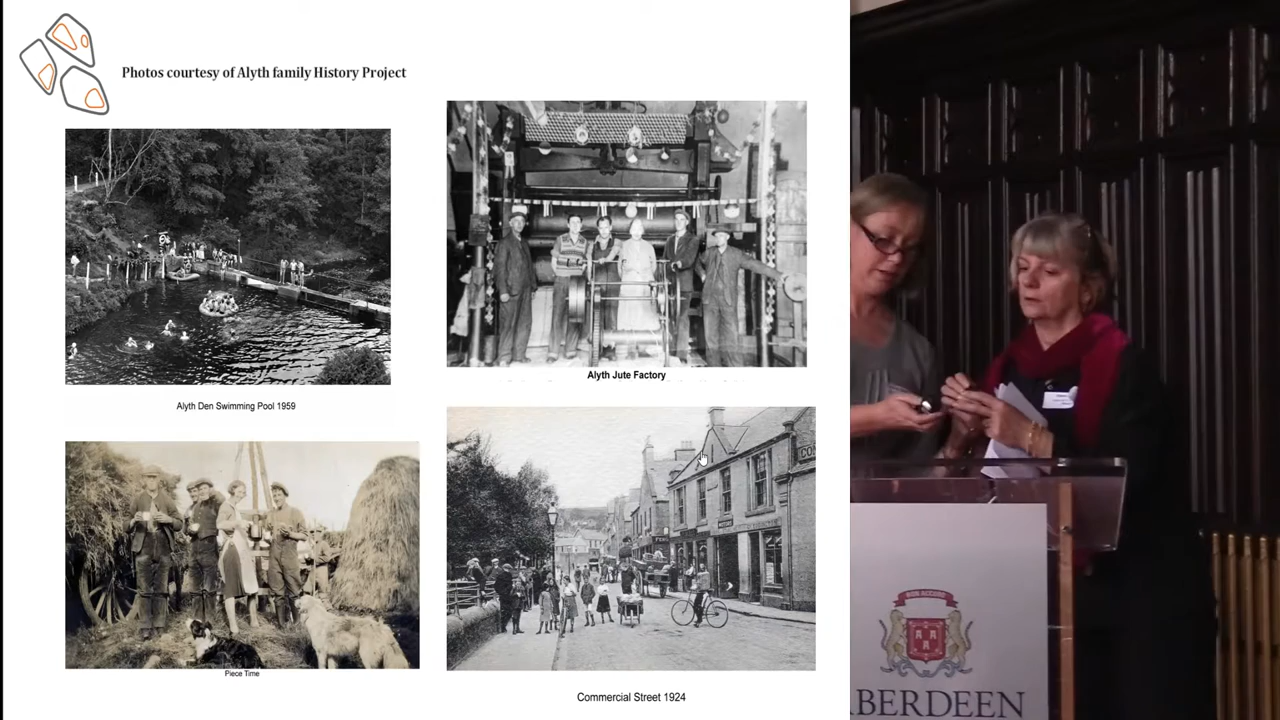 Photos courtesy of Alyth family History Project
Alyth Den Swimming Pool 1959
Alyth Jute Factory
Piece Time
Commercial Street 1924
BON ACCORD
BERDEEN